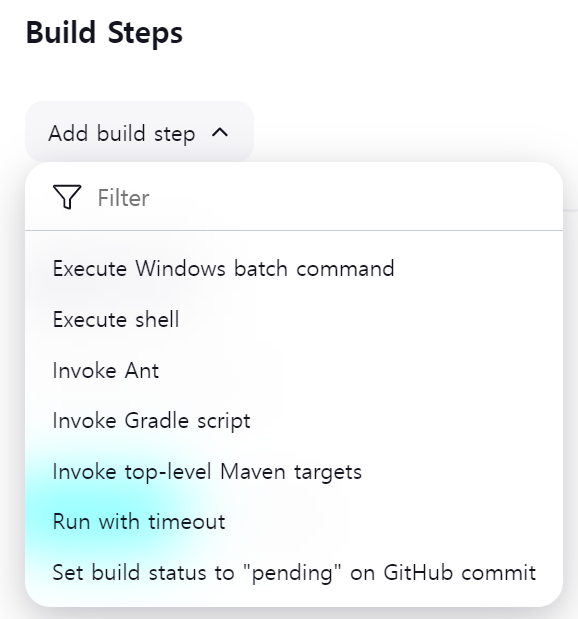 Build Steps
Add build step
Filter
Execute Windows batch command
Execute shell
Invoke Ant
Invoke Gradle script
Invoke top-level Maven targets
Run with timeout
Set build status to "pending" on GitHub commit